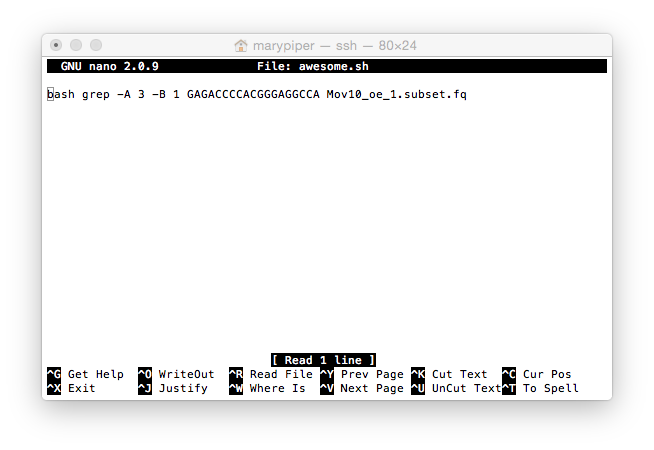 marypiper — ssh — 80×24
GNU nano 2.0.9 File: awesome.sh
bash grep -A 3 -B 1 GAGACCCCACGGGAGGCCA Mov10_oe_1.subset.fq
[ Read 1 line ]
^G Get Help ^O WriteOut ^R Read File ^Y Prev Page ^K Cut Text ^C Cur Pos
^X Exit ^J Justify ^W Where Is ^V Next Page ^U UnCut Text ^T To Spell